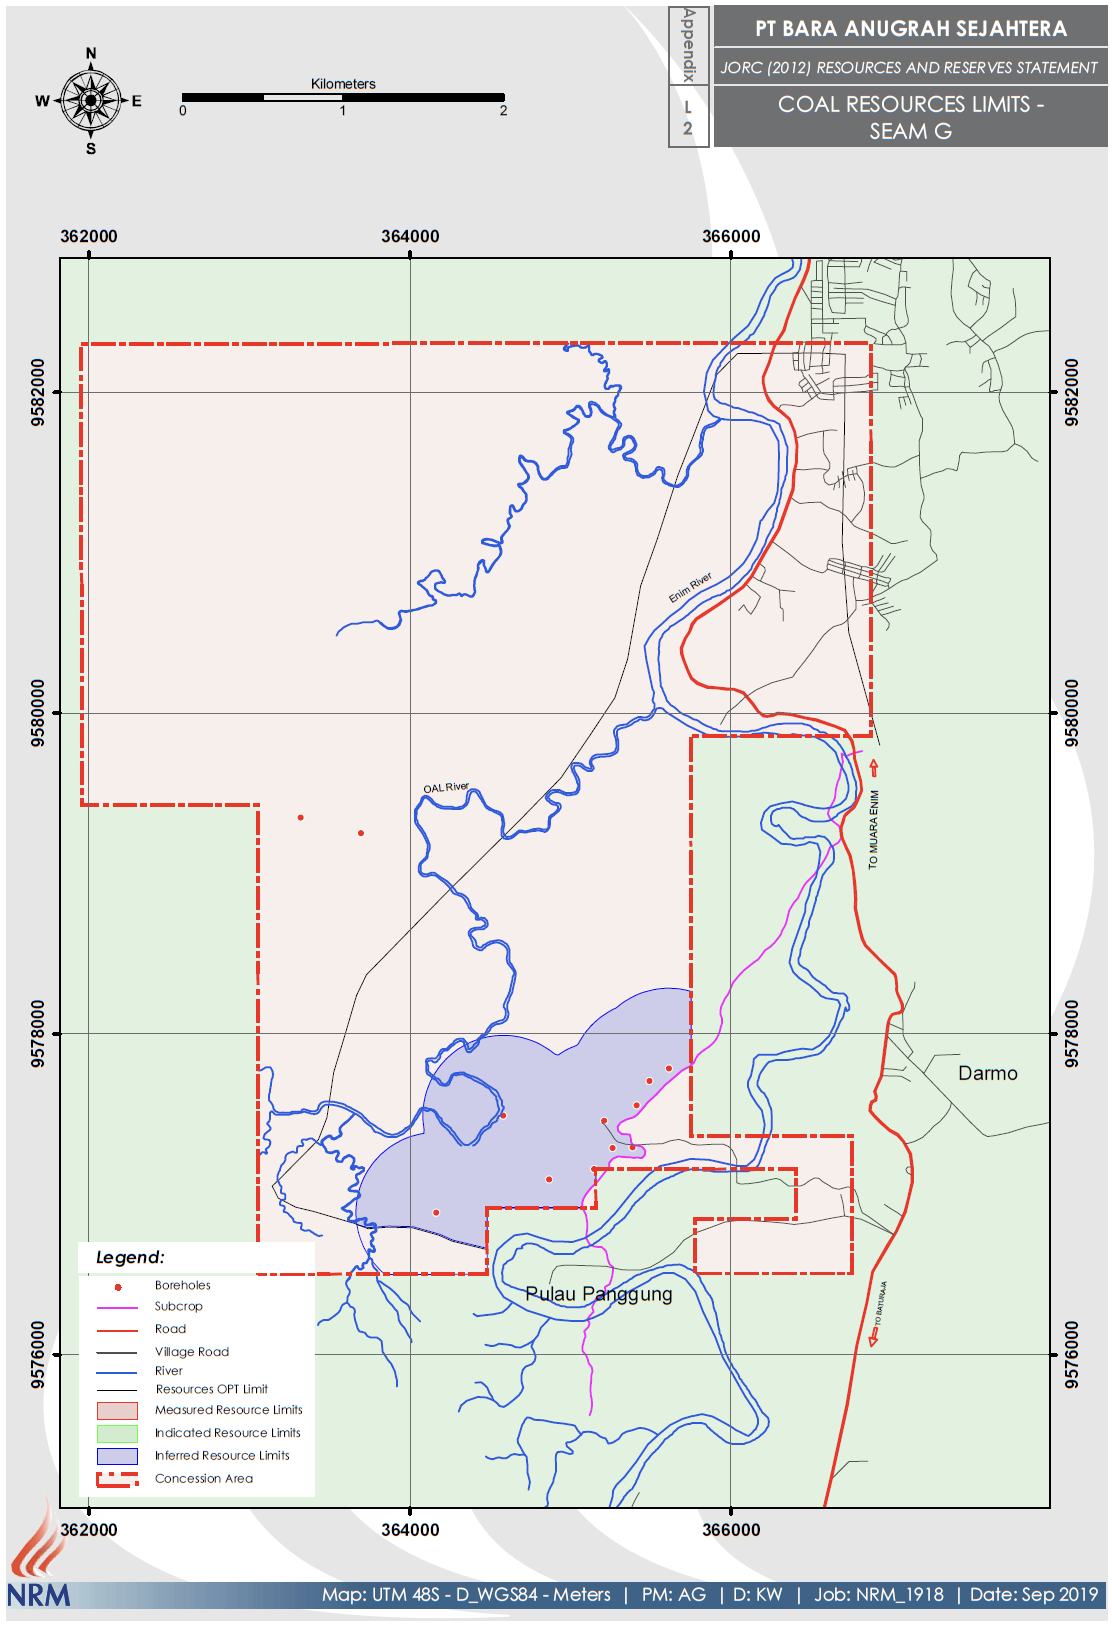 Appendix
L
2
PT BARA ANUGRAH SEJAHTERA
JORC (2012) RESOURCES AND RESERVES STATEMENT
COAL RESOURCES LIMITS -
SEAM G
N
W
E
S
Kilometers
0
1
2
362000
364000
366000
9582000
9582000
Enim River
9580000
9580000
OAL River
TO MUARA ENIM
9578000
9578000
Darmo
Pulau Panggung
TO BATURAJA
9576000
9576000
Legend:
Boreholes
Subcrop
Road
Village Road
River
Resources OPT Limit
Measured Resource Limits
Indicated Resource Limits
Inferred Resource Limits
Concession Area
362000
364000
366000
NRM
Map: UTM 48S - D_WGS84 - Meters | PM: AG | D: KW | Job: NRM_1918 | Date: Sep 2019